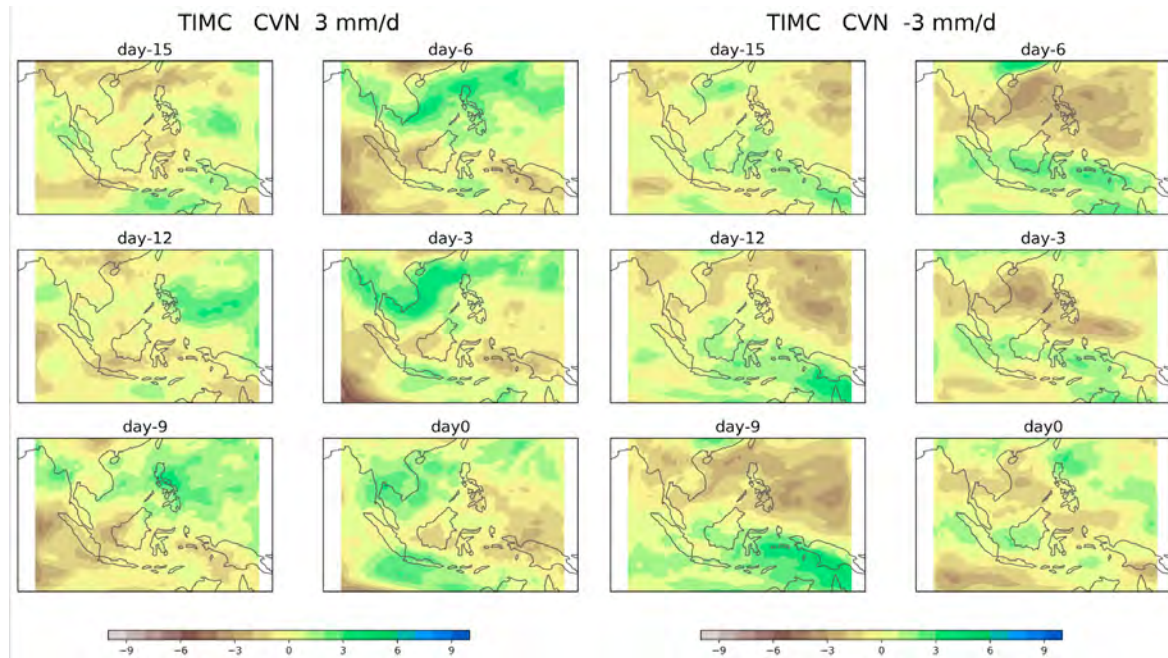 TIMC CVN 3 mm/d
TIMC CVN -3 mm/d
day-15
day-6
day-15
day-6
day-12
day-3
day-12
day-3
day-9
day0
day-9
day0
−9 −6 −3 0 3 6 9
−9 −6 −3 0 3 6 9